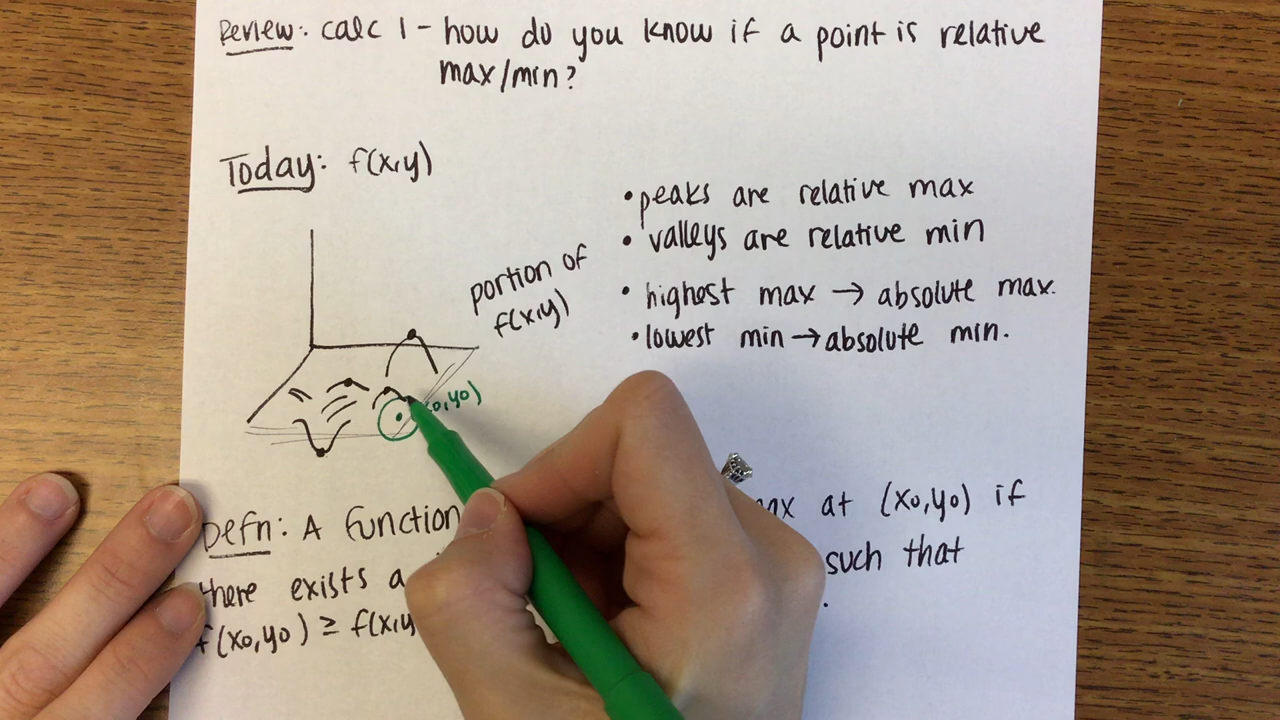 Review: calc 1 - how do you know if a point is relative
max/min?
Today: f(x,y)
• peaks are relative max
• valleys are relative min
portion of
f(x,y)
• highest max → absolute max.
• lowest min → absolute min.
Defn: A function max at (x0,y0) if
there exists a such that
f(x0,y0) ≥ f(x,y